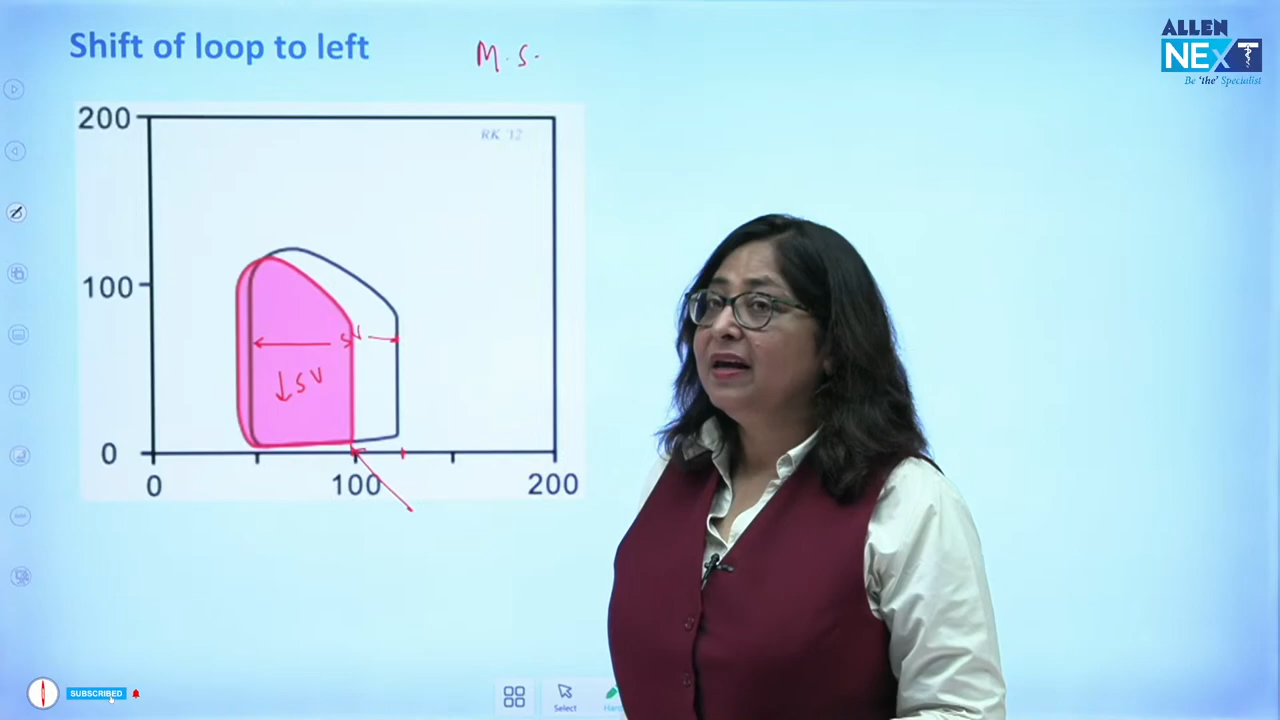 Shift of loop to left
M.S.
ALLEN
NEXT
Be 'the' Specialist
200
RK '12
100
SV
↓SV
0
0
100
200
SUBSCRIBED
Select